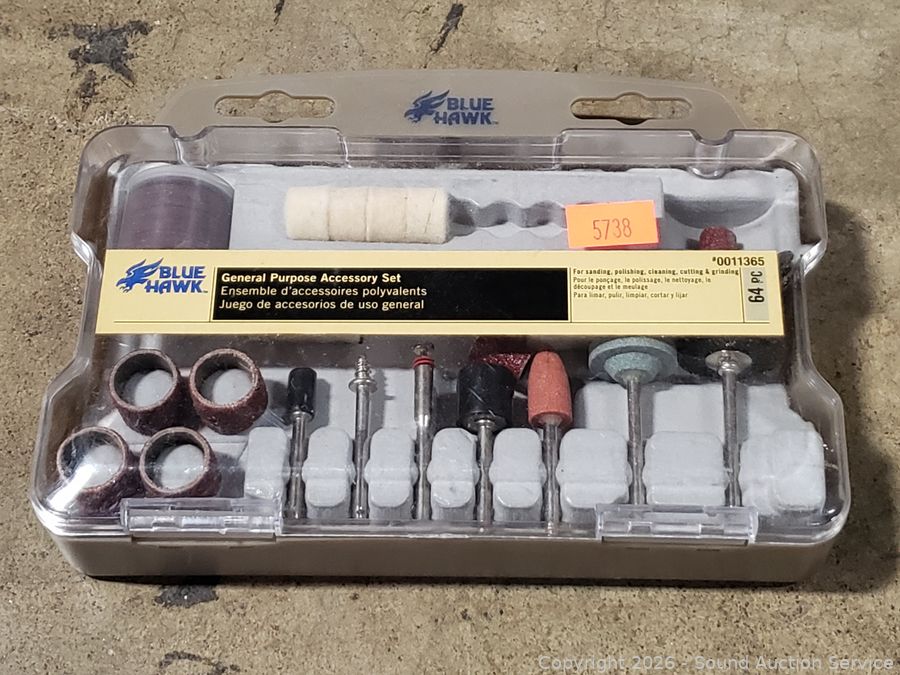 BLUE
HAWK
5738
BLUE
HAWK
General Purpose Accessory Set
Ensemble d'accessoires polyvalents
Juego de accesorios de uso general
#0011365
For sanding, polishing, cleaning, cutting & grinding
Pour le ponçage, le polissage, le nettoyage, le
découpage et le meulage
Para limar, pulir, limpiar, cortar y lijar
64 PC
Copyright 2026 - Sound Auction Service